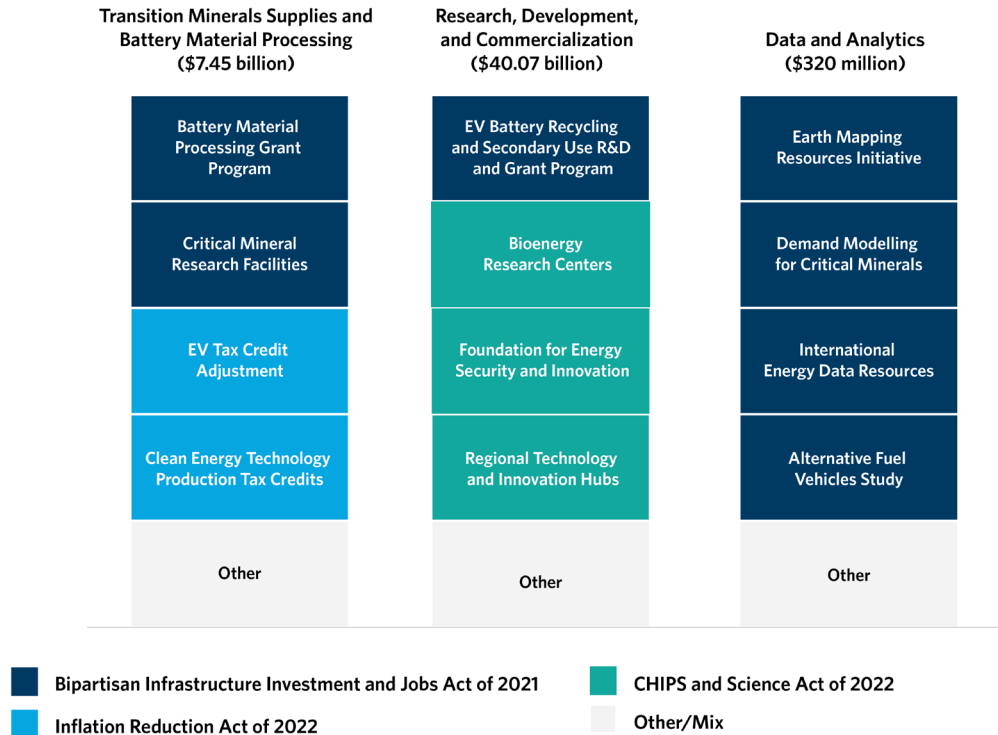 Transition Minerals Supplies and
Battery Material Processing
($7.45 billion)
Research, Development,
and Commercialization
($40.07 billion)
Data and Analytics
($320 million)
Battery Material
Processing Grant
Program
Critical Mineral
Research Facilities
EV Tax Credit
Adjustment
Clean Energy Technology
Production Tax Credits
Other
EV Battery Recycling
and Secondary Use R&D
and Grant Program
Bioenergy
Research Centers
Foundation for Energy
Security and Innovation
Regional Technology
and Innovation Hubs
Other
Earth Mapping
Resources Initiative
Demand Modelling
for Critical Minerals
International
Energy Data Resources
Alternative Fuel
Vehicles Study
Other
Bipartisan Infrastructure Investment and Jobs Act of 2021
Inflation Reduction Act of 2022
CHIPS and Science Act of 2022
Other/Mix